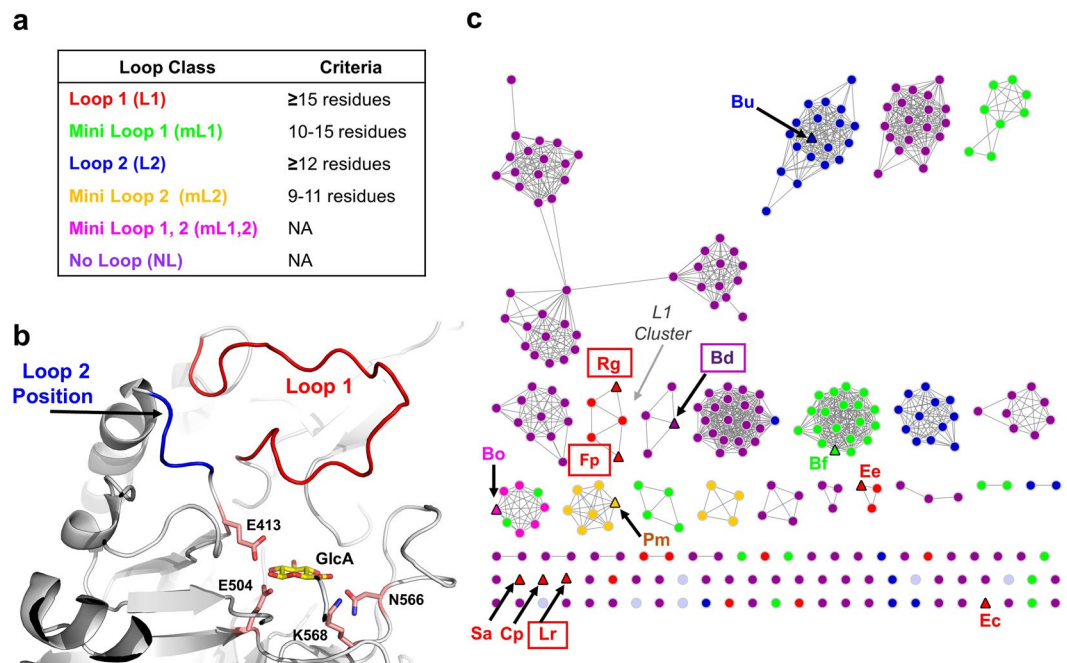 a
Loop Class Criteria
Loop 1 (L1) ≥15 residues
Mini Loop 1 (mL1) 10-15 residues
Loop 2 (L2) ≥12 residues
Mini Loop 2 (mL2) 9-11 residues
Mini Loop 1, 2 (mL1,2) NA
No Loop (NL) NA
b
Loop 2
Position
Loop 1
E413
GlcA
E504
N566
K568
c
Bu
L1
Cluster
Rg
Bd
Fp
Bf
Bo
Ee
Pm
Sa
Cp
Lr
Ec